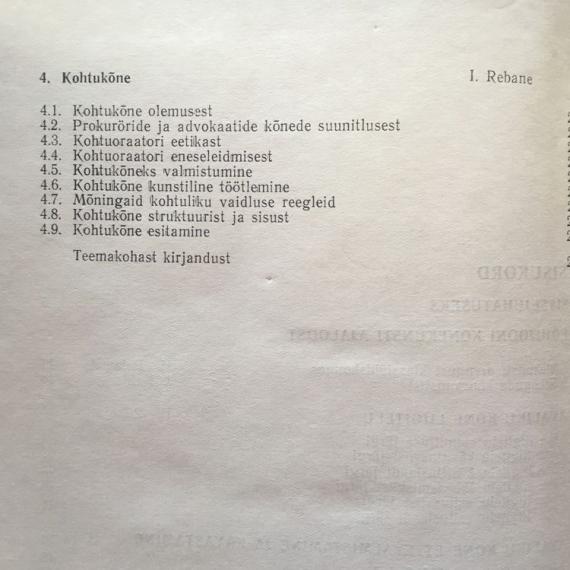 4. Kohtukõne I. Rebane
4.1. Kohtukõne olemusest
4.2. Prokuröride ja advokaatide kõnede suunitlusest
4.3. Kohtuoraatori eetikast
4.4. Kohtuoraatori eneseleidmisest
4.5. Kohtukõneks valmistumine
4.6. Kohtukõne kunstiline töötlemine
4.7. Mõningaid kohtuliku vaidluse reegleid
4.8. Kohtukõne struktuurist ja sisust
4.9. Kohtukõne esitamine
Teemakohast kirjandust